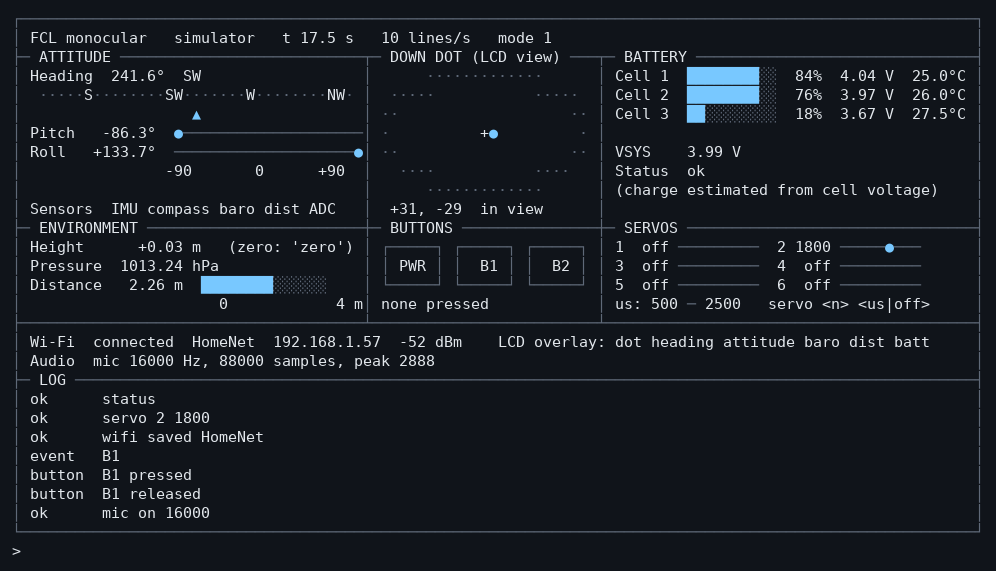 FCL monocular   simulator   t 17.5 s   10 lines/s   mode 1
ATTITUDE
Heading  241.6°  SW
S SW W NW
Pitch   -86.3°
Roll   +133.7°
-90 0 +90
Sensors  IMU compass baro dist ADC
DOWN DOT (LCD view)
+
+31, -29  in view
BATTERY
Cell 1 84%  4.04 V  25.0°C
Cell 2 76%  3.97 V  26.0°C
Cell 3 18%  3.67 V  27.5°C
VSYS    3.99 V
Status  ok
(charge estimated from cell voltage)
ENVIRONMENT
Height      +0.03 m   (zero: 'zero')
Pressure  1013.24 hPa
Distance   2.26 m
0 4 m
BUTTONS
PWR B1 B2
none pressed
SERVOS
1  off 2 1800
3  off 4  off
5  off 6  off
us: 500 ─ 2500   servo <n> <us|off>
Wi-Fi  connected  HomeNet  192.168.1.57  -52 dBm    LCD overlay: dot heading attitude baro dist batt
Audio  mic 16000 Hz, 88000 samples, peak 2888
LOG
ok      status
ok      servo 2 1800
ok      wifi saved HomeNet
event   B1
button  B1 pressed
button  B1 released
ok      mic on 16000
>